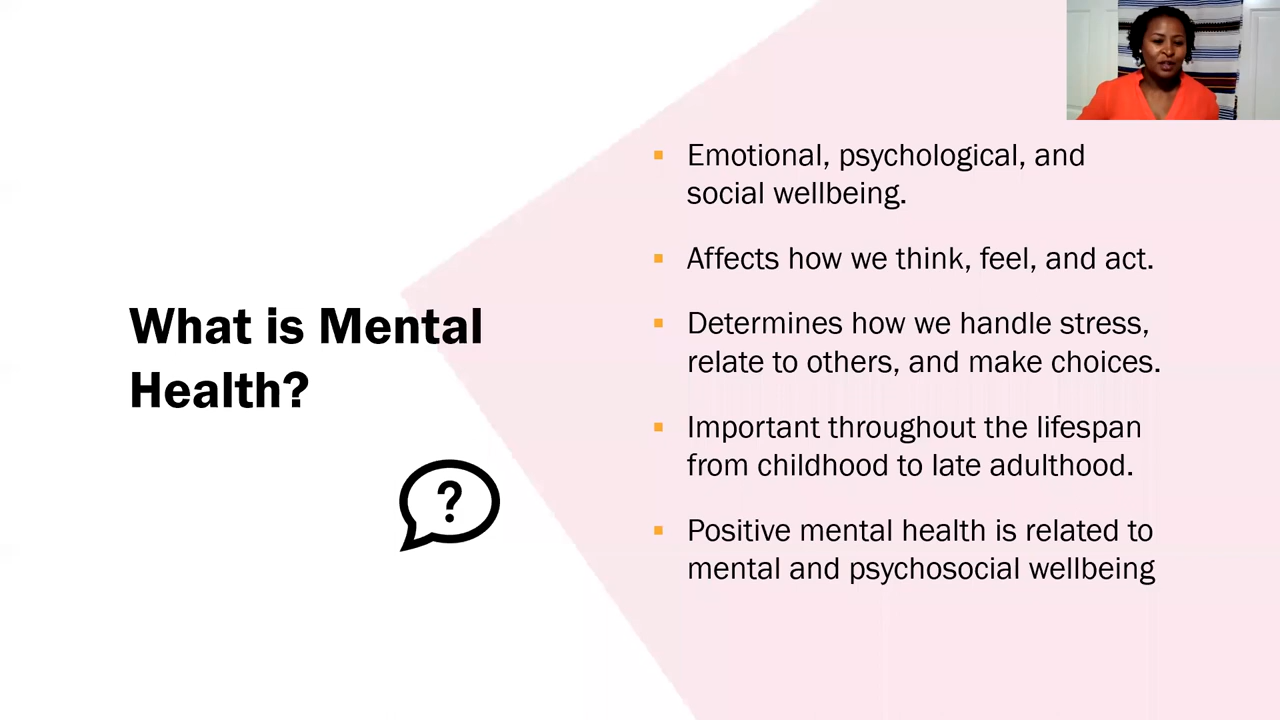 What is Mental
Health?
?
Emotional, psychological, and
social wellbeing.
Affects how we think, feel, and act.
Determines how we handle stress,
relate to others, and make choices.
Important throughout the lifespan
from childhood to late adulthood.
Positive mental health is related to
mental and psychosocial wellbeing